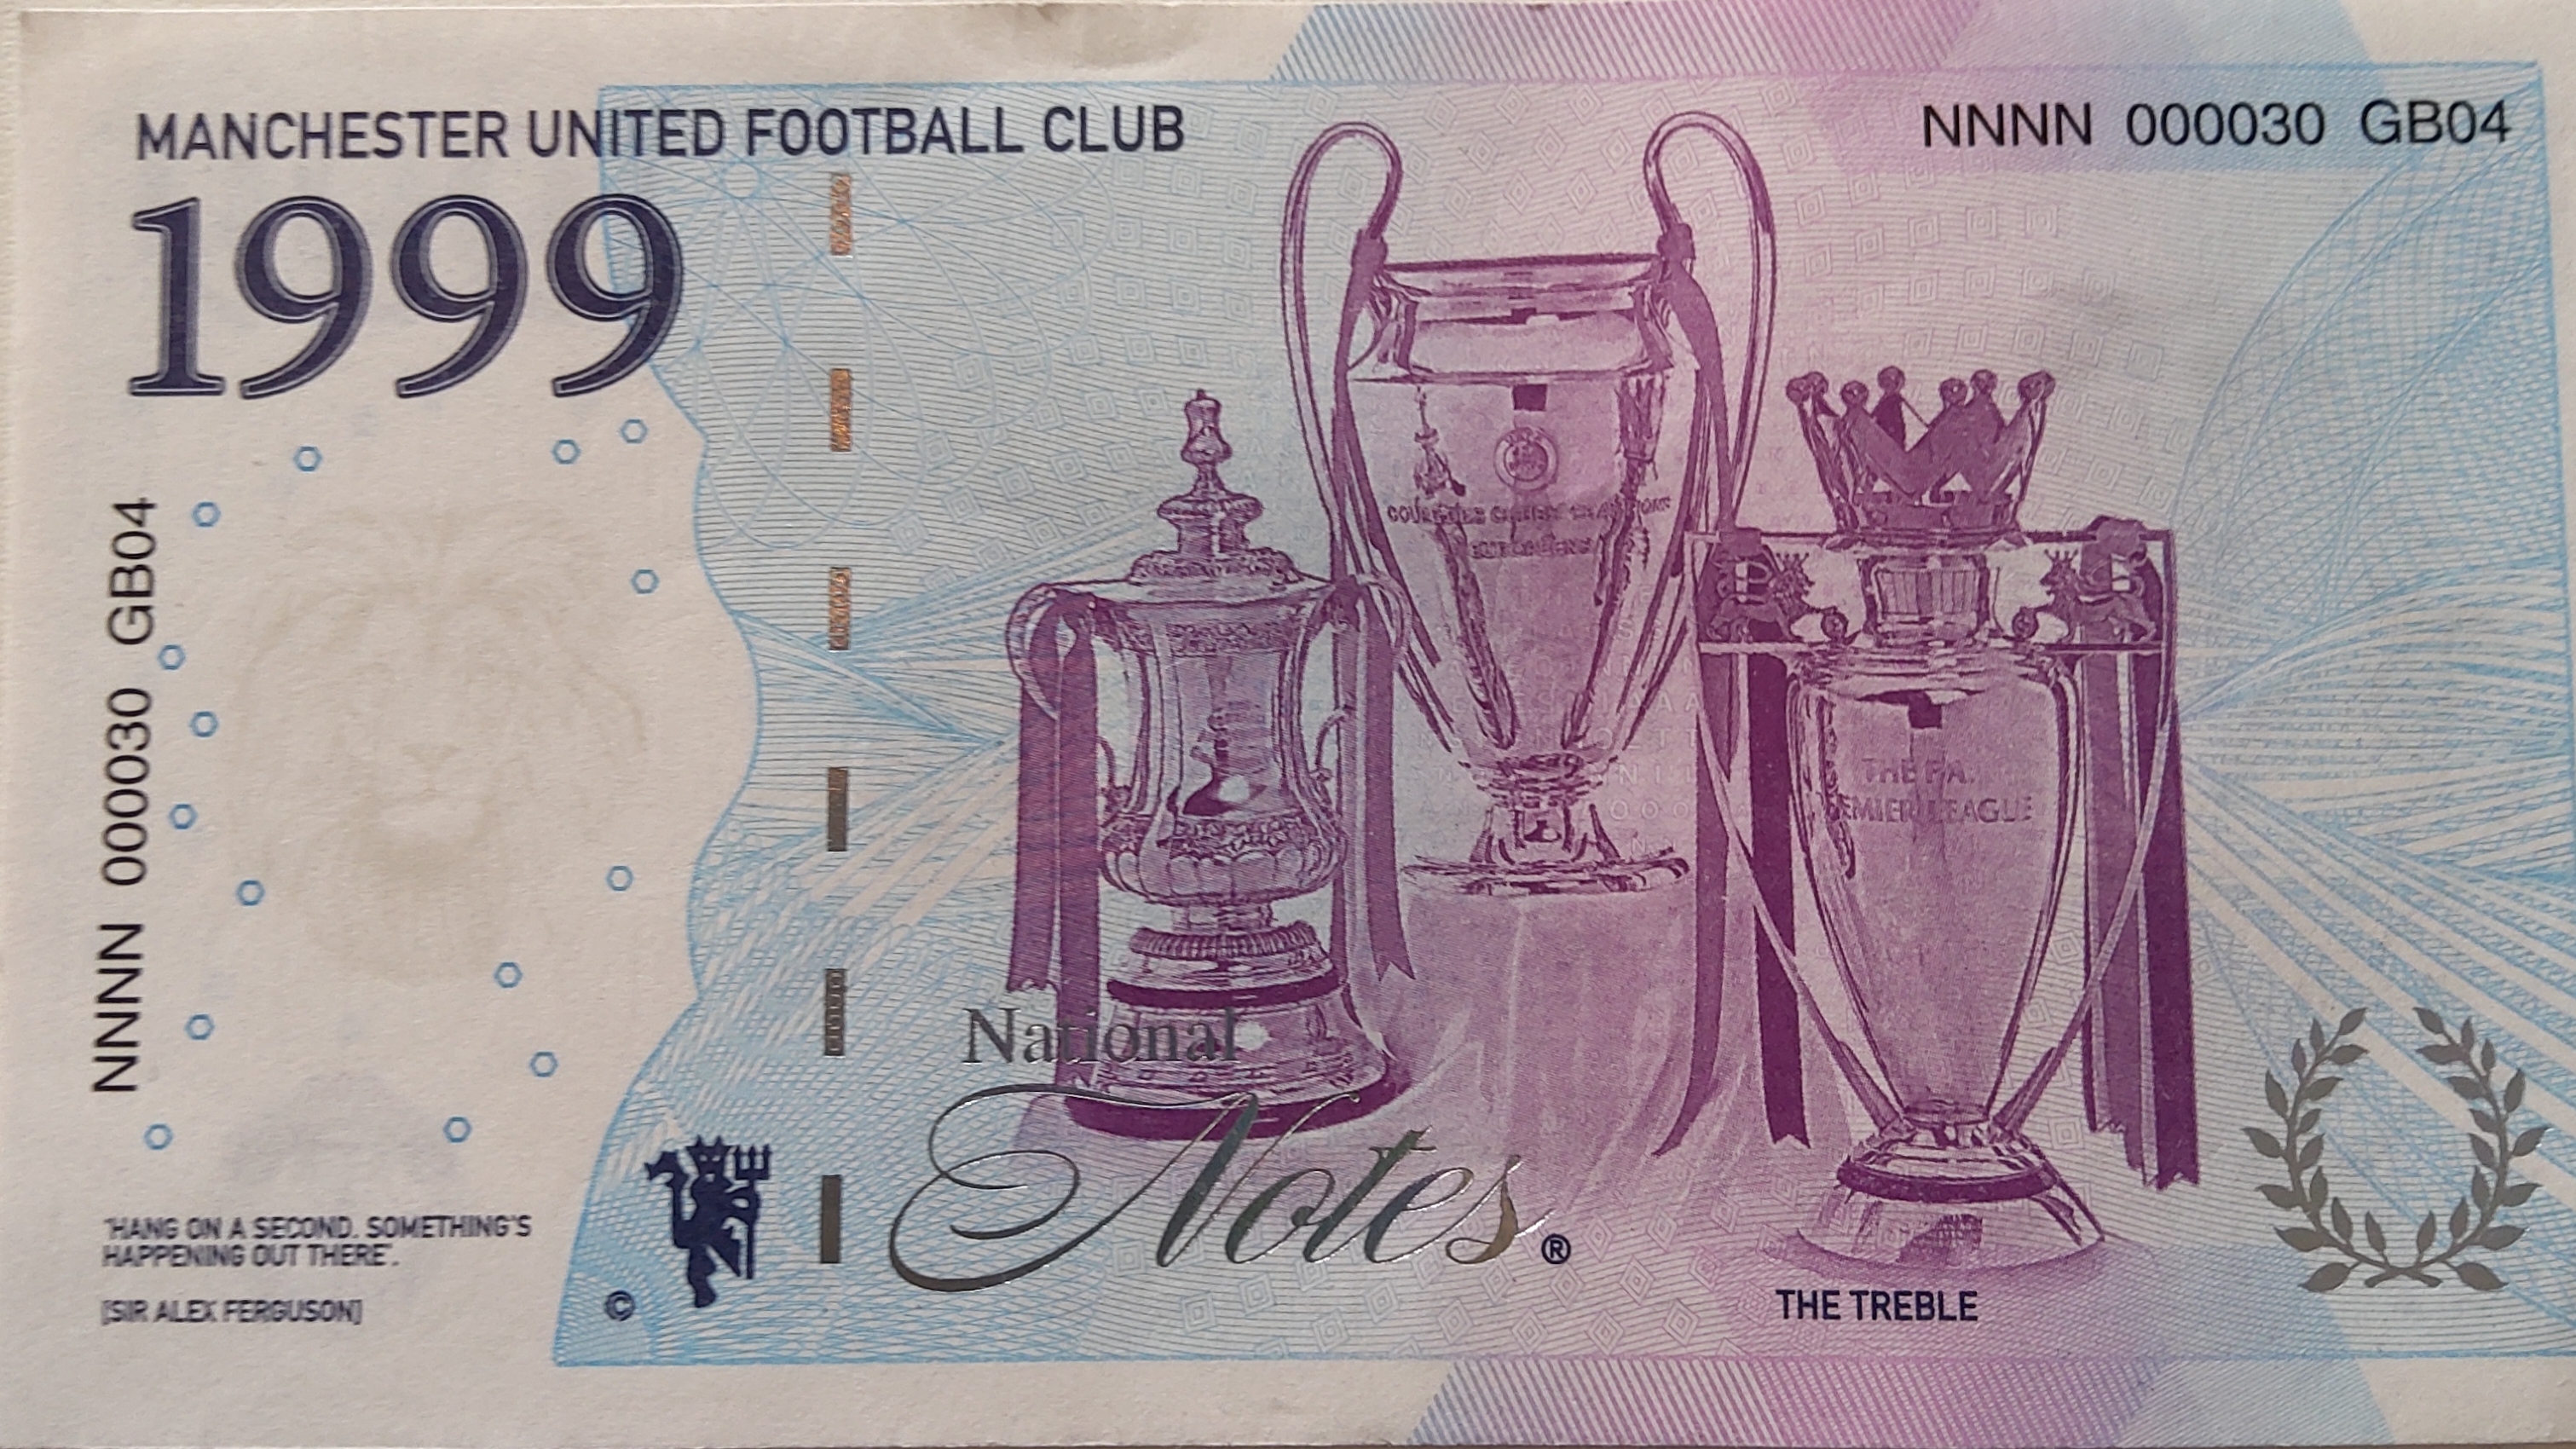 MANCHESTER UNITED FOOTBALL CLUB
NNNN 000030 GB04
1999
NNNN 000030 GB04
THE F.A.
EMIER LEAGUE
National
Notes®
'HANG ON A SECOND. SOMETHING'S
HAPPENING OUT THERE'.
[SIR ALEX FERGUSON]
©
THE TREBLE